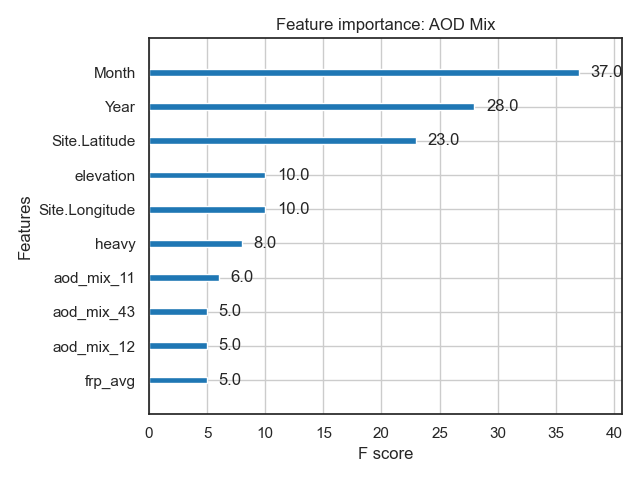 Feature importance: AOD Mix
Month 37.0
Year 28.0
Site.Latitude 23.0
elevation 10.0
Site.Longitude 10.0
heavy 8.0
aod_mix_11 6.0
aod_mix_43 5.0
aod_mix_12 5.0
frp_avg 5.0
Features
0 5 10 15 20 25 30 35 40
F score